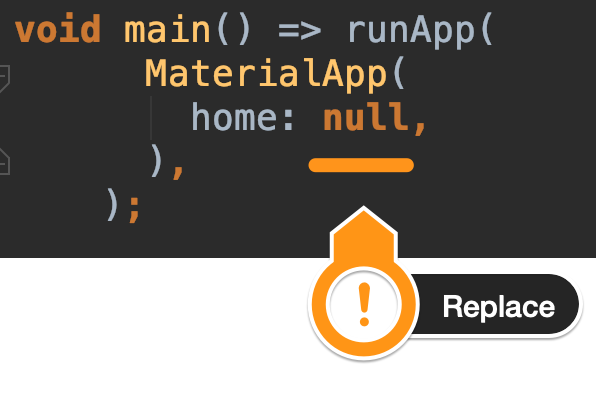 void main() => runApp(
MaterialApp(
home: null,
),
);
!
Replace